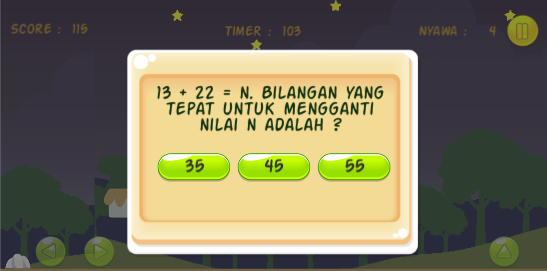 SCORE : 115
TIMER : 103
NYAWA : 4
13 + 22 = N. BILANGAN YANG
TEPAT UNTUK MENGGANTI
NILAI N ADALAH ?
35
45
55